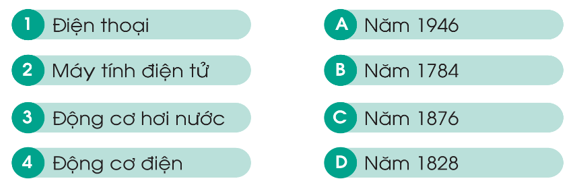 1 Điện thoại
A Năm 1946
2 Máy tính điện tử
B Năm 1784
3 Động cơ hơi nước
C Năm 1876
4 Động cơ điện
D Năm 1828